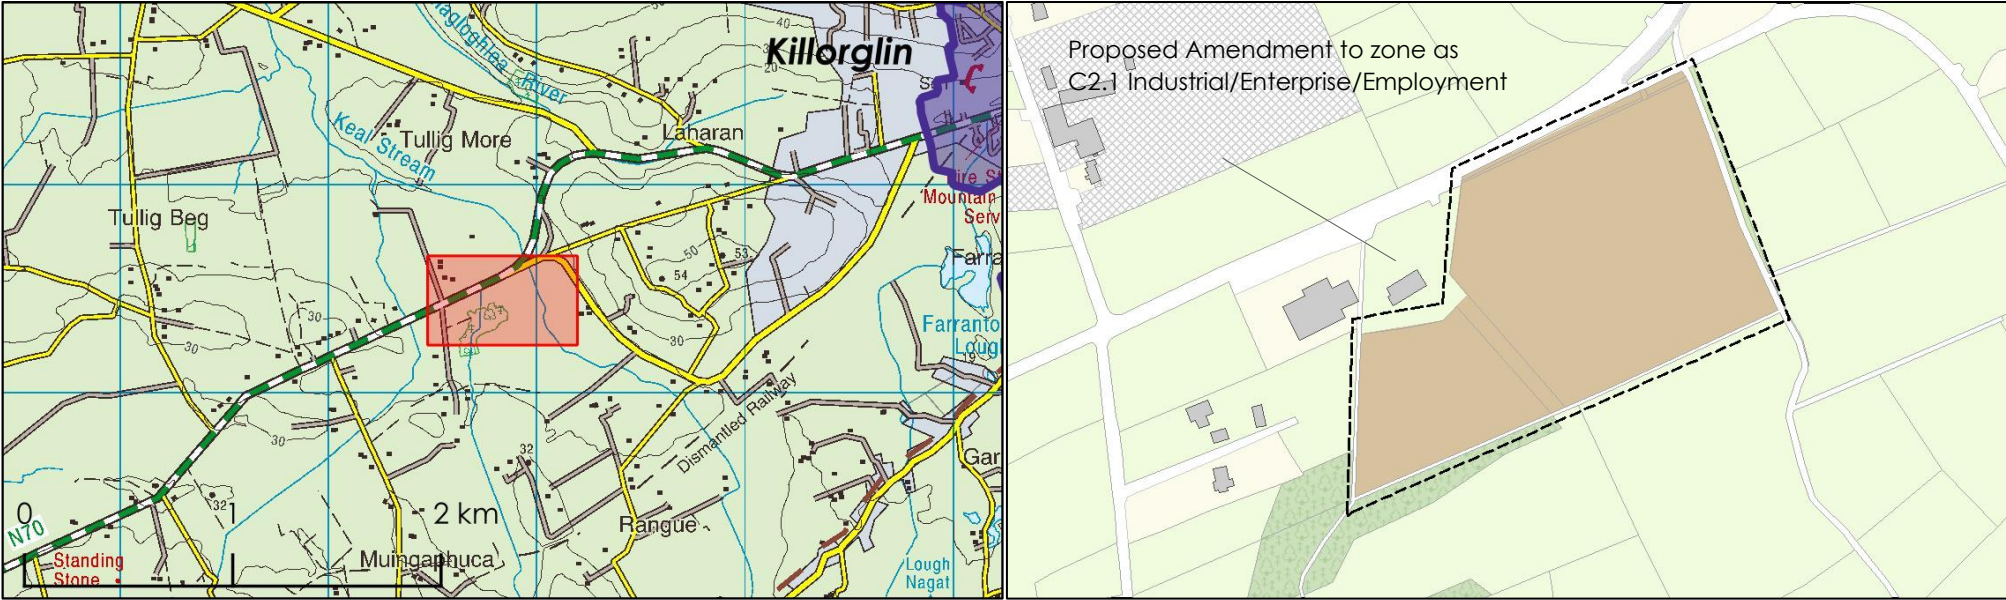 Killorglin
40
20
River
Keal Stream
Tullig More
Laharan
Tullig Beg
Mountain
Serv
50
53
54
Farra
30
30
30
Farranto
Loug
19
30
Dismantled Railway
32
Gar
0
1
2 km
32
N70
Rangue
Standing
Stone
Muingaphuca
Lough
Nagat
Proposed Amendment to zone as
C2.1 Industrial/Enterprise/Employment